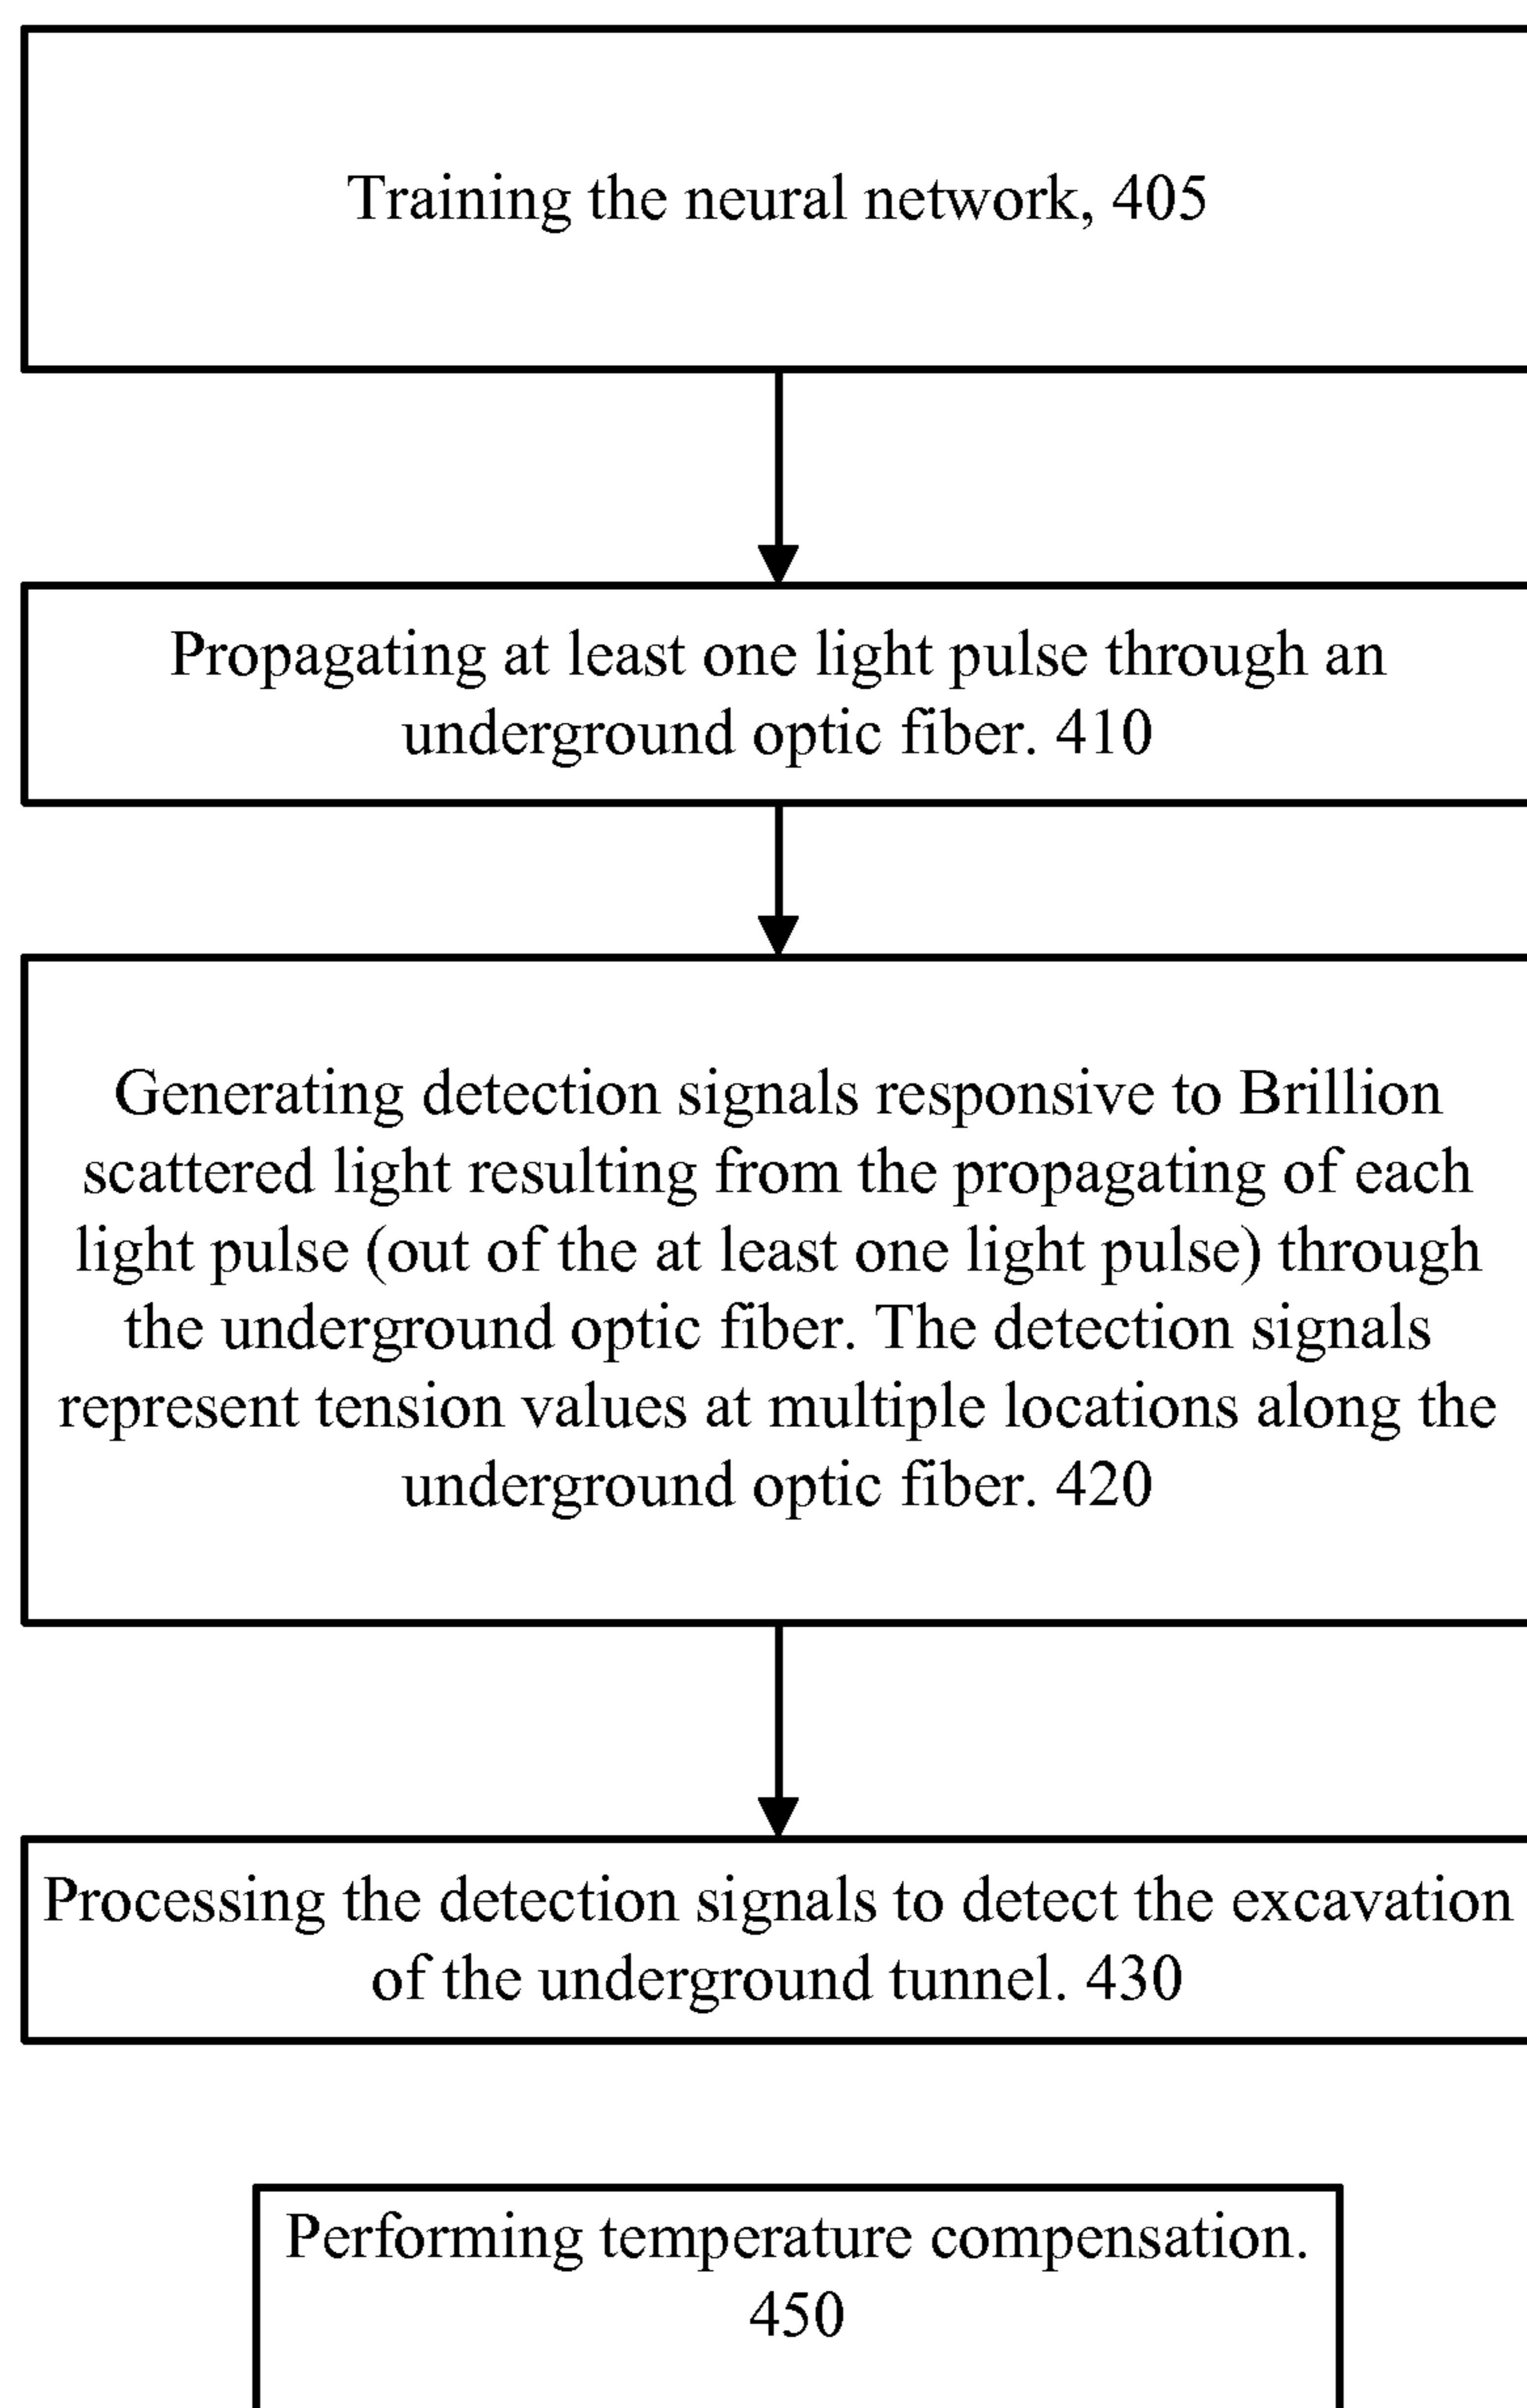 Training the neural network, 405
Propagating at least one light pulse through an
underground optic fiber. 410
Generating detection signals responsive to Brillion
scattered light resulting from the propagating of each
light pulse (out of the at least one light pulse) through
the underground optic fiber. The detection signals
represent tension values at multiple locations along the
underground optic fiber. 420
Processing the detection signals to detect the excavation
of the underground tunnel. 430
Performing temperature compensation.
450